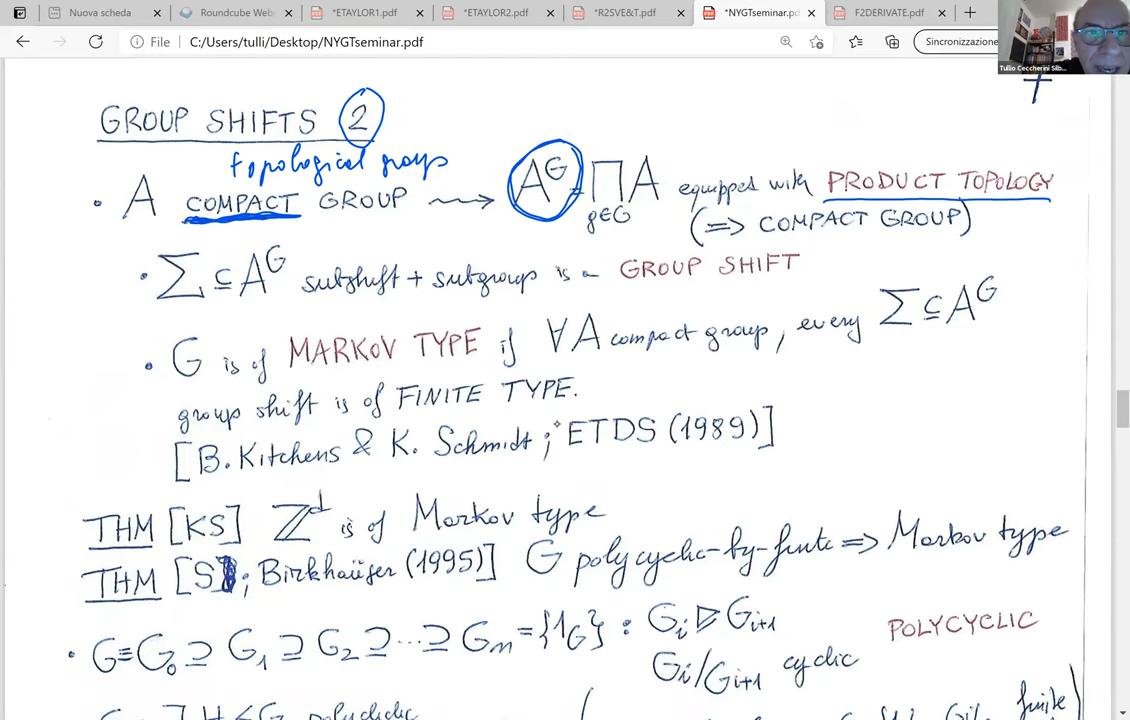 Nuova scheda
Roundcube Web
*ETAYLOR1.pdf
*ETAYLOR2.pdf
*R2SVE&T.pdf
*NYGTseminar.pd
F2DERIVATE.pdf
File C:/Users/tulli/Desktop/NYGTseminar.pdf
Sincronizzazione
Tullio Ceccherini Silb...
7
GROUP SHIFTS 2
topological group
• A COMPACT GROUP ⇝ A^G = ∏_{g∈G} A equipped with PRODUCT TOPOLOGY
(=> COMPACT GROUP)
• Σ ⊆ A^G subshift + subgroup is a GROUP SHIFT
• G is of MARKOV TYPE if ∀A compact group, every Σ ⊆ A^G
group shift is of FINITE TYPE.
[B. Kitchens & K. Schmidt; ETDS (1989)]
THM [KS] Z^d is of Markov type
THM [S; Birkhaüser (1995)] G polycyclic-by-finite => Markov type
• G ≡ G_0 ⊇ G_1 ⊇ G_2 ⊇ ... ⊇ G_m = {1_G} : G_i ⊵ G_{i+1}
G_i/G_{i+1} cyclic
POLYCYCLIC
finite)